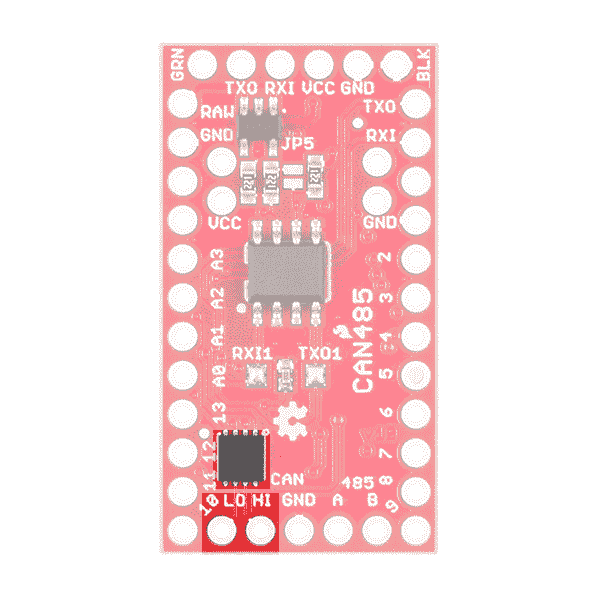 GRN
BLK
TXO RXI VCC GND
RAW
TXO
GND
RXI
JP5
VCC
GND
A3
2
A2
3
CAN485
A1
4
RXI1
TXO1
A0
5
13
6
12
7
11
CAN
485
8
10
LO
HI
GND
A
B
9